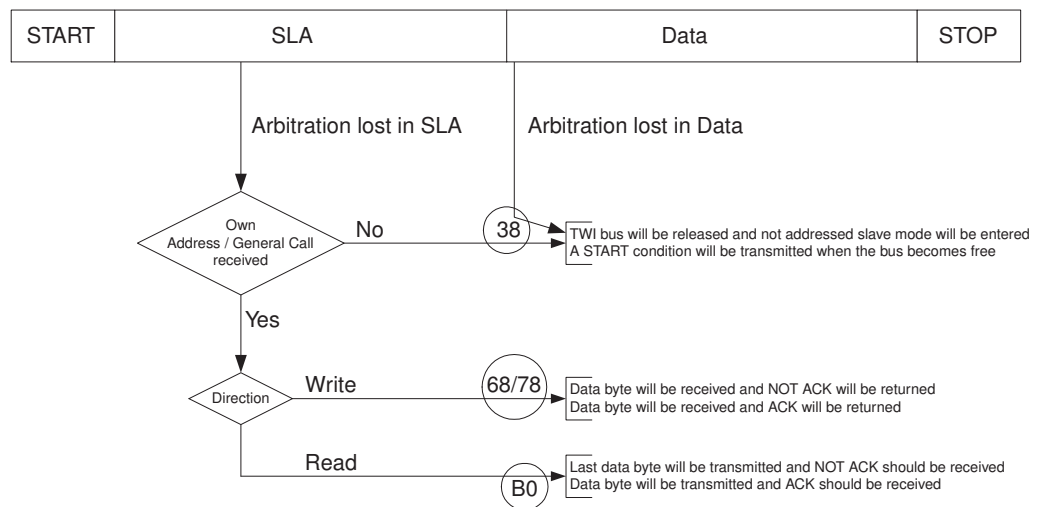 START SLA Data STOP
Arbitration lost in SLA Arbitration lost in Data
Own
Address / General Call
received
No
38
TWI bus will be released and not addressed slave mode will be entered
A START condition will be transmitted when the bus becomes free
Yes
Direction
Write
68/78
Data byte will be received and NOT ACK will be returned
Data byte will be received and ACK will be returned
Read
B0
Last data byte will be transmitted and NOT ACK should be received
Data byte will be transmitted and ACK should be received